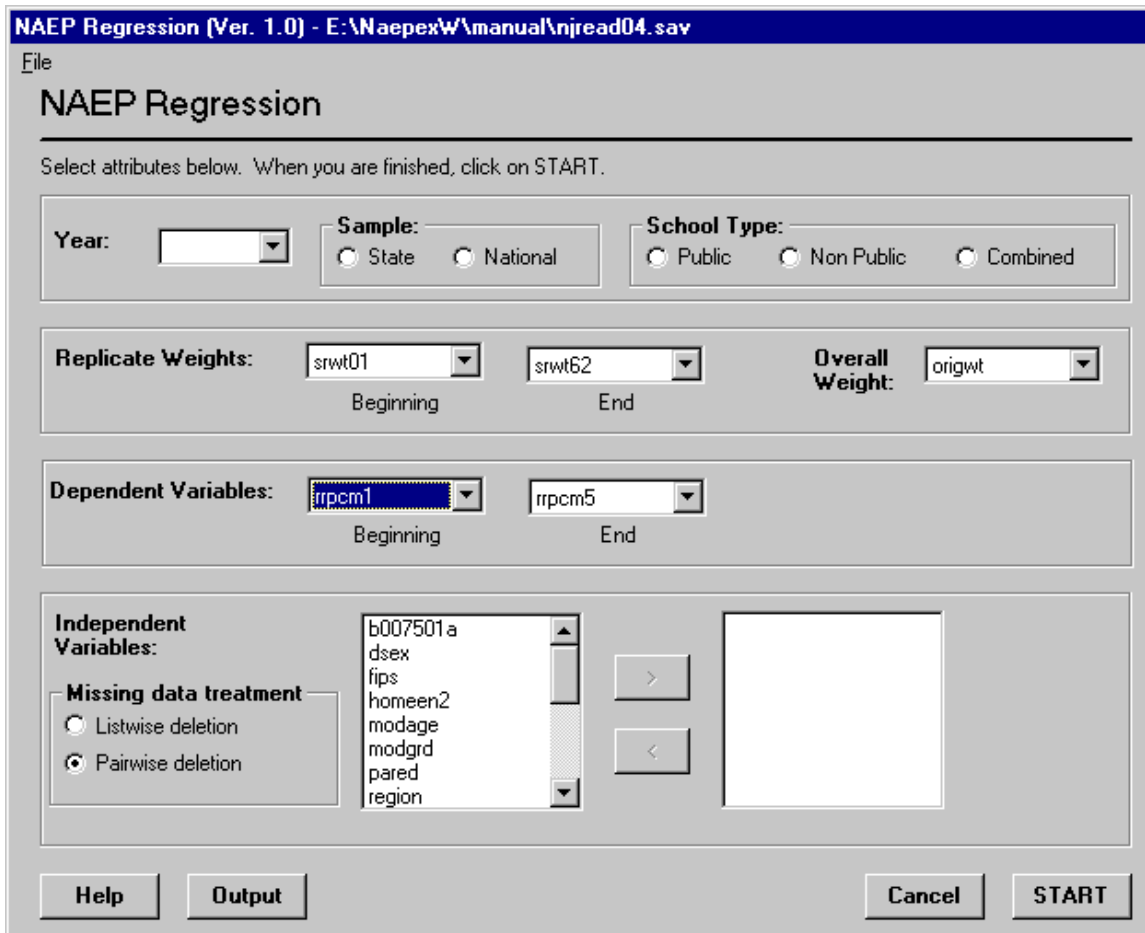 NAEP Regression (Ver. 1.0) - E:\NaepexW\manual\njread04.sav
File
NAEP Regression
Select attributes below.  When you are finished, click on START.
Year:
Sample:
State
National
School Type:
Public
Non Public
Combined
Replicate Weights:
srwt01
Beginning
srwt62
End
Overall
Weight:
origwt
Dependent Variables:
rrpcm1
Beginning
rrpcm5
End
Independent
Variables:
Missing data treatment
Listwise deletion
Pairwise deletion
b007501a
dsex
fips
homeen2
modage
modgrd
pared
region
>
<
Help
Output
Cancel
START